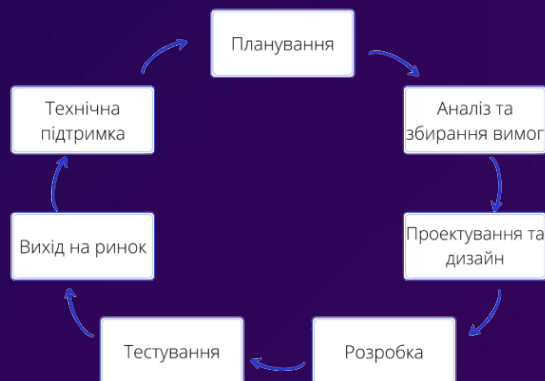 Планування
Аналіз та
збирання вимог
Проектування та
дизайн
Розробка
Тестування
Вихід на ринок
Технічна
підтримка